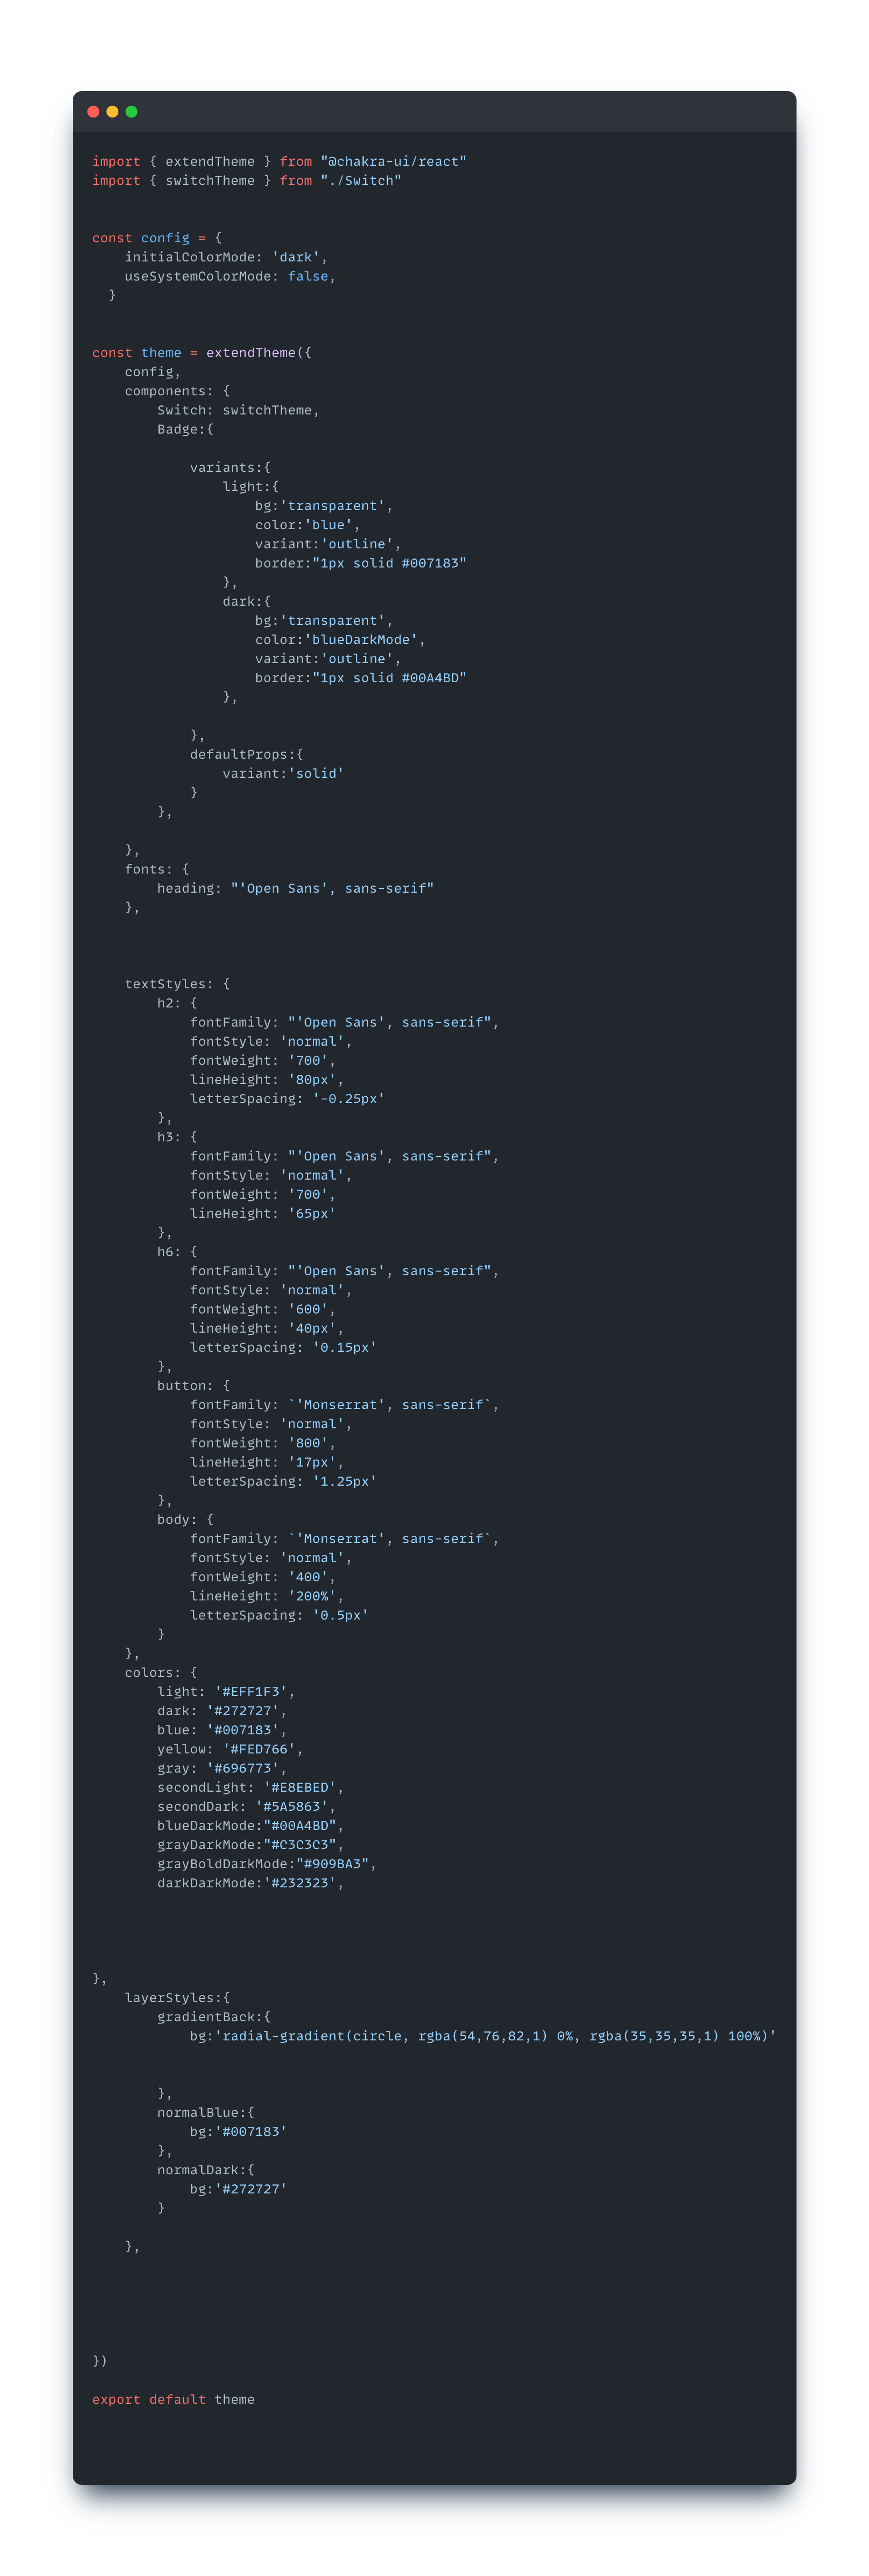 import { extendTheme } from "@chakra-ui/react"
import { switchTheme } from "./Switch"


const config = {
    initialColorMode: 'dark',
    useSystemColorMode: false,
  }


const theme = extendTheme({
    config,
    components: {
        Switch: switchTheme,
        Badge:{

            variants:{
                light:{
                    bg:'transparent',
                    color:'blue',
                    variant:'outline',
                    border:"1px solid #007183"
                },
                dark:{
                    bg:'transparent',
                    color:'blueDarkMode',
                    variant:'outline',
                    border:"1px solid #00A4BD"
                },

            },
            defaultProps:{
                variant:'solid'
            }
        },

    },
    fonts: {
        heading: "'Open Sans', sans-serif"
    },



    textStyles: {
        h2: {
            fontFamily: "'Open Sans', sans-serif",
            fontStyle: 'normal',
            fontWeight: '700',
            lineHeight: '80px',
            letterSpacing: '-0.25px'
        },
        h3: {
            fontFamily: "'Open Sans', sans-serif",
            fontStyle: 'normal',
            fontWeight: '700',
            lineHeight: '65px'
        },
        h6: {
            fontFamily: "'Open Sans', sans-serif",
            fontStyle: 'normal',
            fontWeight: '600',
            lineHeight: '40px',
            letterSpacing: '0.15px'
        },
        button: {
            fontFamily: `'Monserrat', sans-serif`,
            fontStyle: 'normal',
            fontWeight: '800',
            lineHeight: '17px',
            letterSpacing: '1.25px'
        },
        body: {
            fontFamily: `'Monserrat', sans-serif`,
            fontStyle: 'normal',
            fontWeight: '400',
            lineHeight: '200%',
            letterSpacing: '0.5px'
        }
    },
    colors: {
        light: '#EFF1F3',
        dark: '#272727',
        blue: '#007183',
        yellow: '#FED766',
        gray: '#696773',
        secondLight: '#E8EBED',
        secondDark: '#5A5863',
        blueDarkMode:"#00A4BD",
        grayDarkMode:"#C3C3C3",
        grayBoldDarkMode:"#909BA3",
        darkDarkMode:'#232323',




},
    layerStyles:{
        gradientBack:{
            bg:'radial-gradient(circle, rgba(54,76,82,1) 0%, rgba(35,35,35,1) 100%)'


        },
        normalBlue:{
            bg:'#007183'
        },
        normalDark:{
            bg:'#272727'
        }

    },





})

export default theme